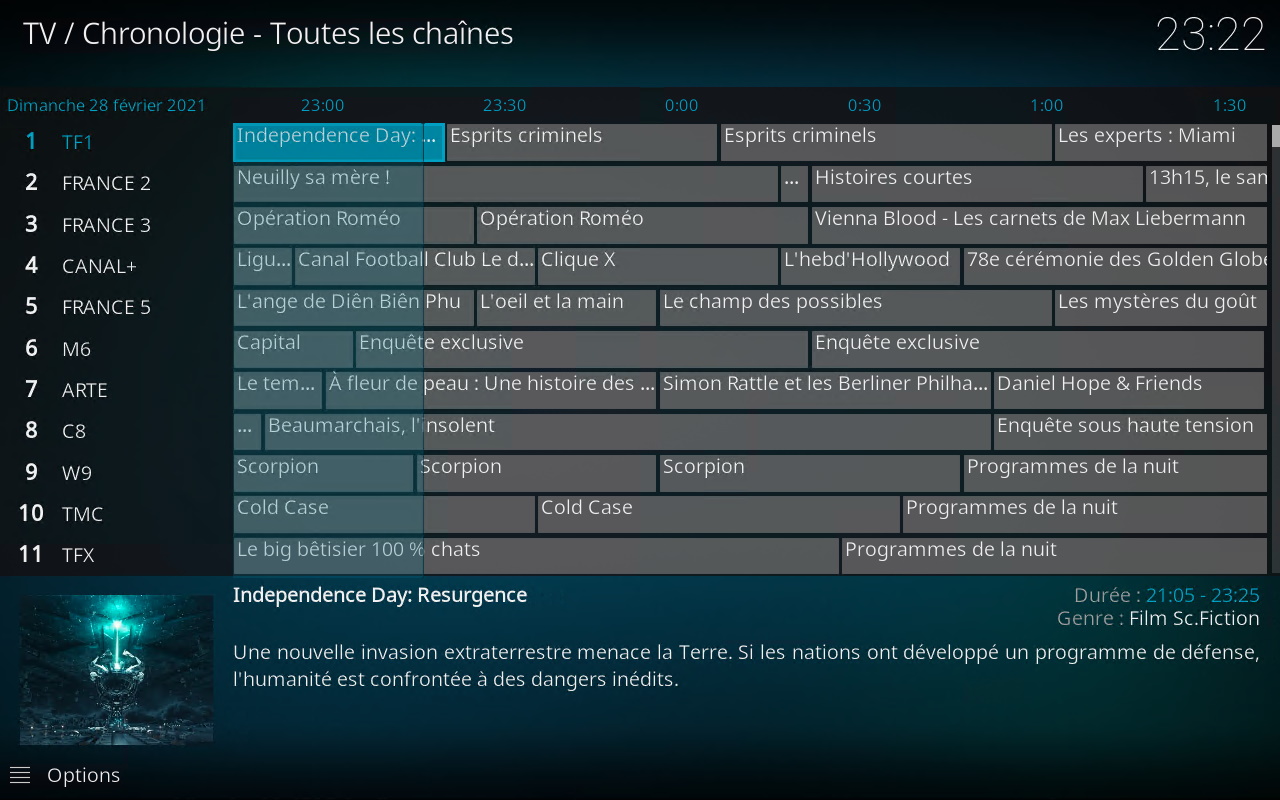 TV / Chronologie - Toutes les chaînes
23:22
Dimanche 28 février 2021 23:00 23:30 0:00 0:30 1:00 1:30
1 TF1 Independence Day: ... Esprits criminels Esprits criminels Les experts : Miami
2 FRANCE 2 Neuilly sa mère ! ... Histoires courtes 13h15, le sam
3 FRANCE 3 Opération Roméo Opération Roméo Vienna Blood - Les carnets de Max Liebermann
4 CANAL+ Ligu... Canal Football Club Le d... Clique X L'hebd'Hollywood 78e cérémonie des Golden Globe
5 FRANCE 5 L'ange de Diên Biên Phu L'oeil et la main Le champ des possibles Les mystères du goût
6 M6 Capital Enquête exclusive Enquête exclusive
7 ARTE Le tem... À fleur de peau : Une histoire des ... Simon Rattle et les Berliner Philha... Daniel Hope & Friends
8 C8 ... Beaumarchais, l'insolent Enquête sous haute tension
9 W9 Scorpion Scorpion Scorpion Programmes de la nuit
10 TMC Cold Case Cold Case Programmes de la nuit
11 TFX Le big bêtisier 100 % chats Programmes de la nuit
Independence Day: Resurgence Durée : 21:05 - 23:25
Genre : Film Sc.Fiction
Une nouvelle invasion extraterrestre menace la Terre. Si les nations ont développé un programme de défense,
l'humanité est confrontée à des dangers inédits.
Options